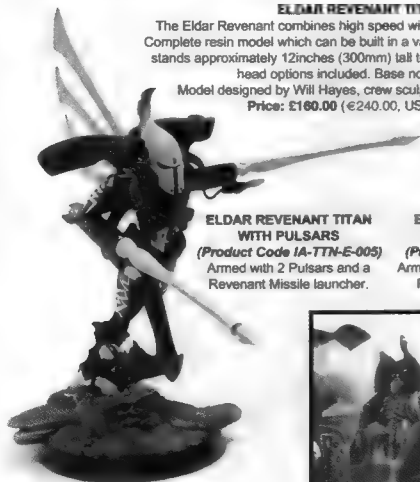 ELDAR REVENANT TIT
The Eldar Revenant combines high speed wi
Complete resin model which can be built in a va
stands approximately 12inches (300mm) tall t
head options included. Base no
Model designed by Will Hayes, crew scul
Price: £160.00 (€240.00, US
ELDAR REVENANT TITAN
WITH PULSARS
(Product Code IA-TTN-E-005)
Armed with 2 Pulsars and a
Revenant Missile launcher.
E
(P
Arm
F